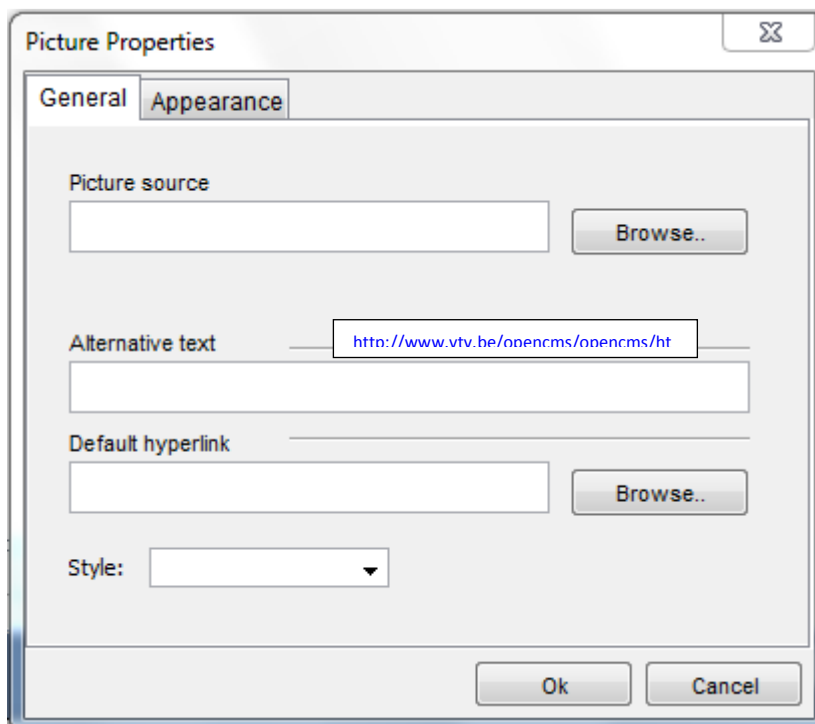 Picture Properties
General Appearance
Picture source
Browse..
Alternative text
http://www.vtv.be/opencms/opencms/ht
Default hyperlink
Browse..
Style:
Ok Cancel